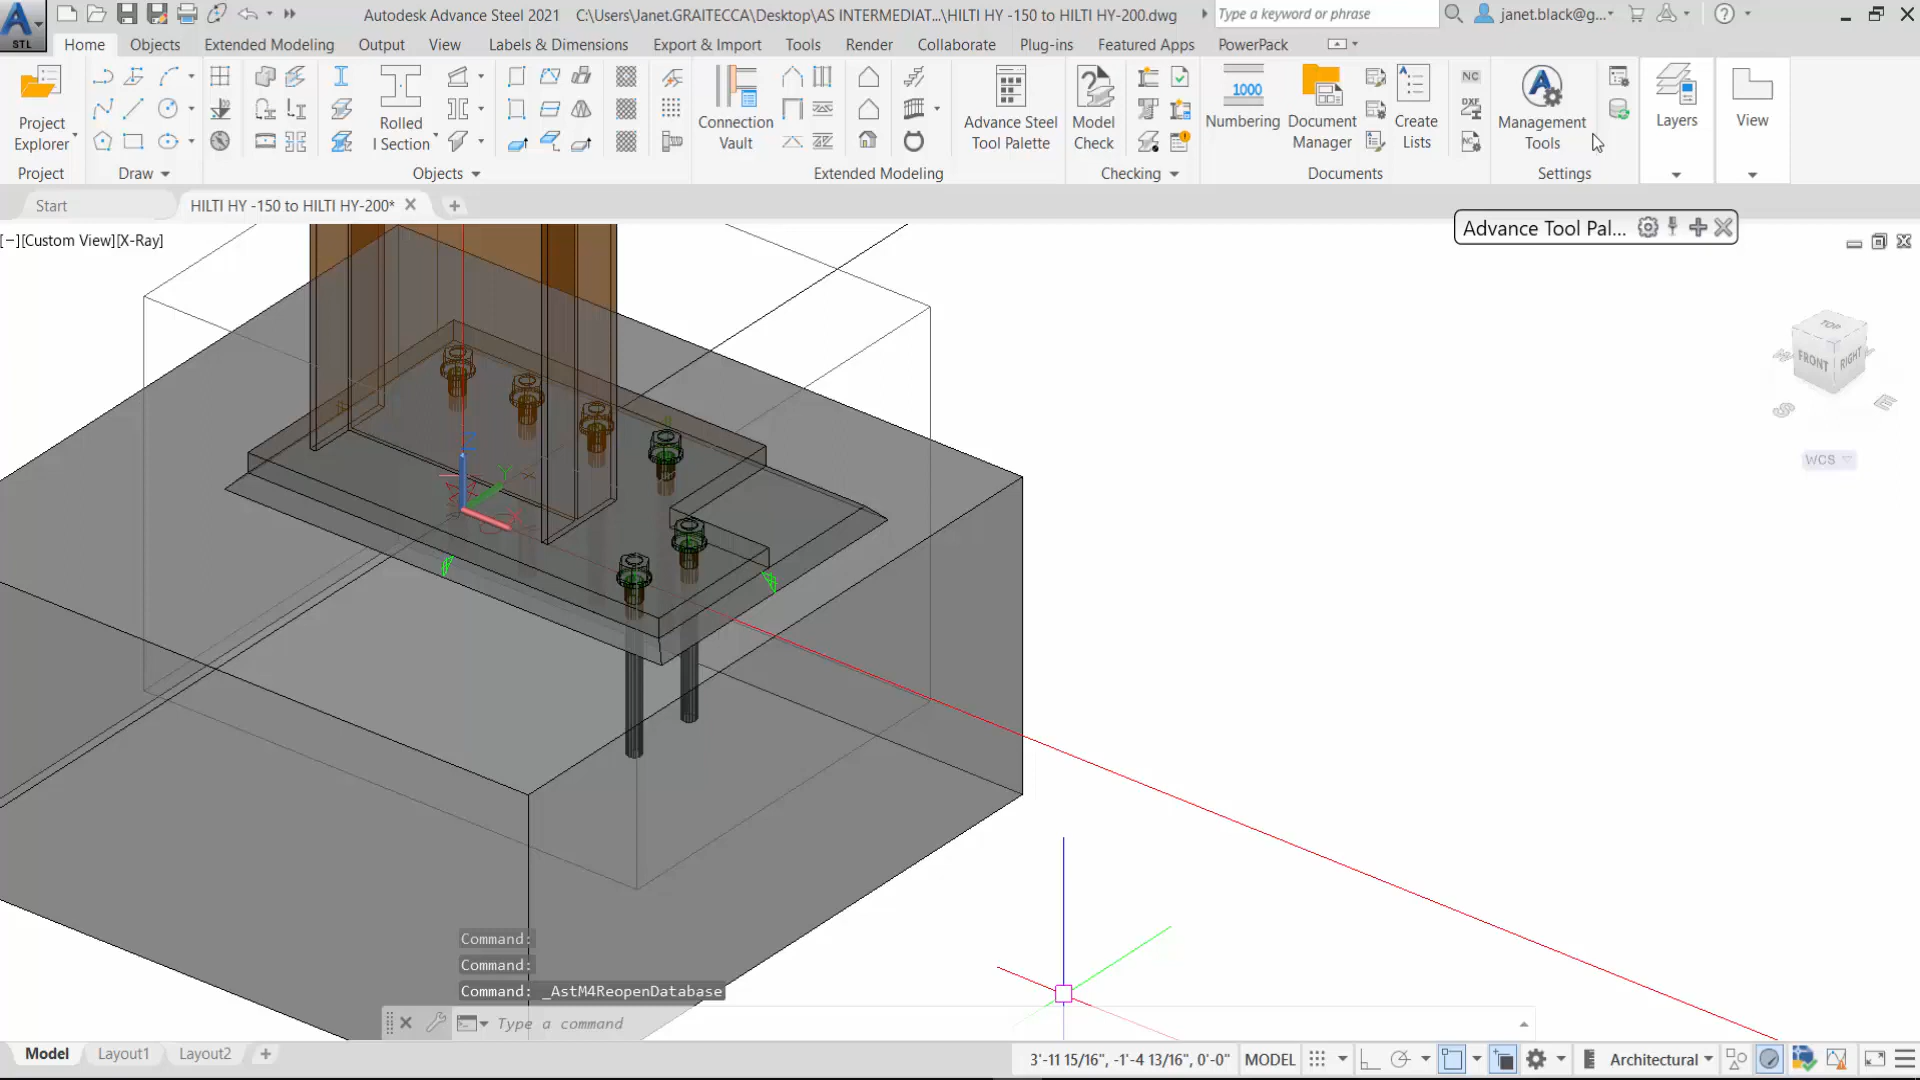 Autodesk Advance Steel 2021 C:\Users\Janet.GRAITECCA\Desktop\AS INTERMEDIAT...\HILTI HY -150 to HILTI HY-200.dwg
Type a keyword or phrase
janet.black@g...
STL
Home Objects Extended Modeling Output View Labels & Dimensions Export & Import Tools Render Collaborate Plug-ins Featured Apps PowerPack
Project Explorer
Rolled I Section
Connection Vault
Advance Steel Tool Palette
Model Check
1000
Numbering
Document Manager
Create Lists
NC
DXF
Management Tools
Layers
View
Project Draw Objects Extended Modeling Checking Documents Settings
Start
HILTI HY -150 to HILTI HY-200*
[−][Custom View][X-Ray]
Advance Tool Pal...
TOP
FRONT
RIGHT
S
E
WCS
Z
Y
X
Command:
Command:
Command: _AstM4ReopenDatabase
Type a command
Model Layout1 Layout2
3'-11 15/16", -1'-4 13/16", 0'-0" MODEL
Architectural